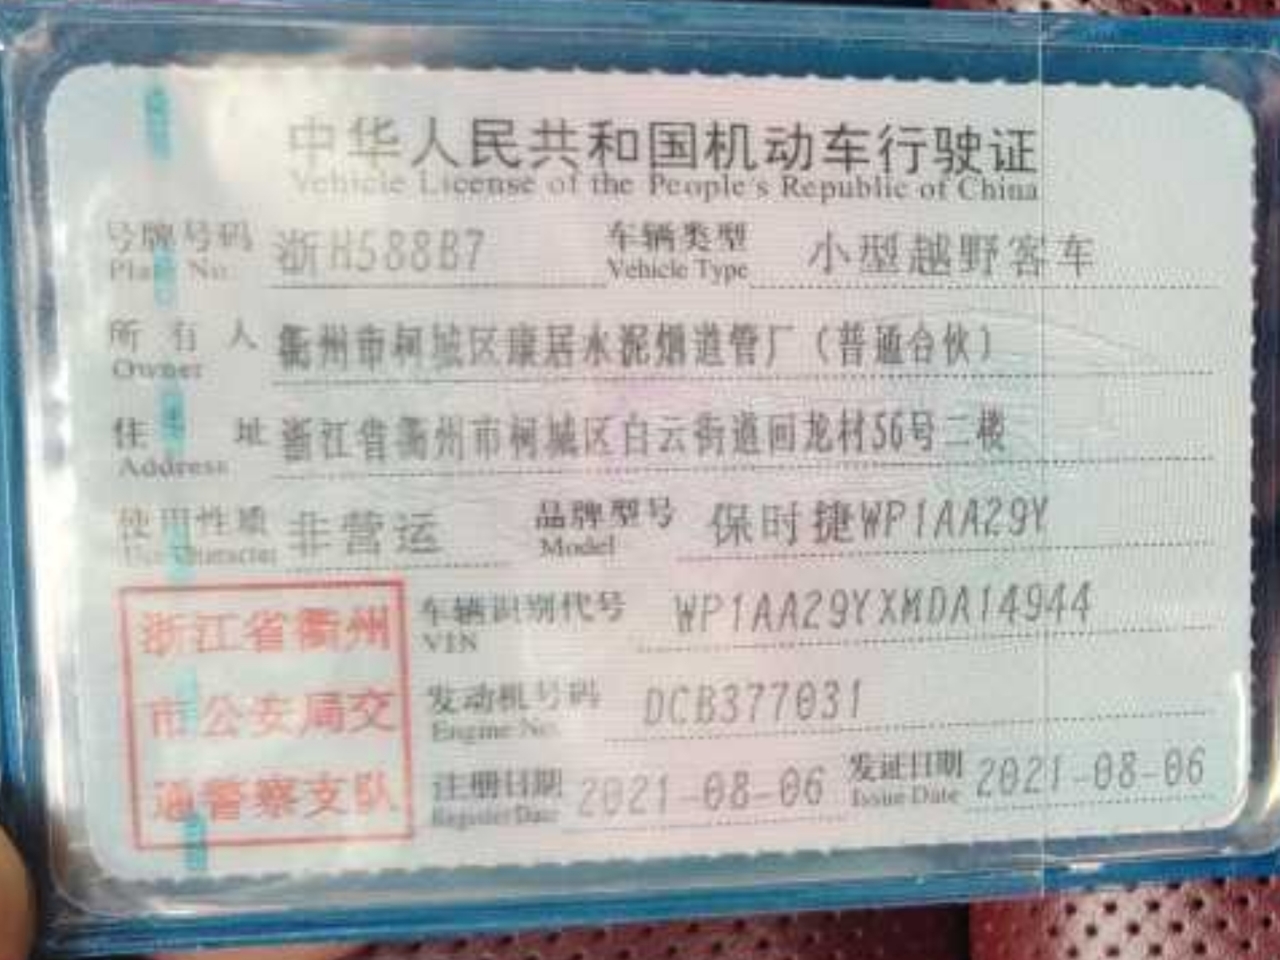 中华人民共和国机动车行驶证
Vehicle License of the People's Republic of China
号牌号码 浙H588B7 车辆类型 小型越野客车
Plate No. Vehicle Type
所有人 衢州市柯城区康居水泥烟道管厂（普通合伙）
Owner
住址 浙江省衢州市柯城区白云街道回龙村56号二楼
Address
使用性质 非营运 品牌型号 保时捷WP1AA29Y
Use Character Model
浙江省衢州 车辆识别代号 WP1AA29YXMDA14944
VIN
市公安局交 发动机号码 DCB377031
Engine No.
通警察支队 注册日期 2021-08-06 发证日期 2021-08-06
Register Date Issue Date